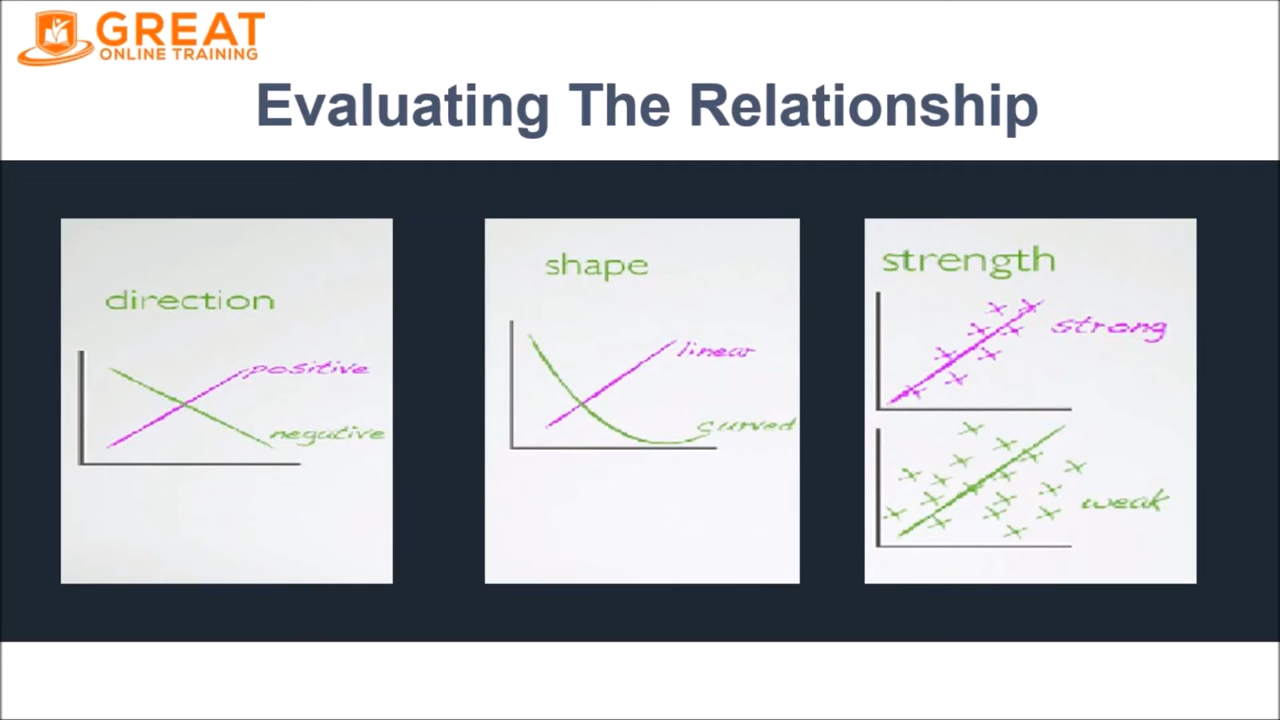 GREAT
ONLINE TRAINING
Evaluating The Relationship
direction
positive
negative
shape
linear
curved
strength
strong
weak